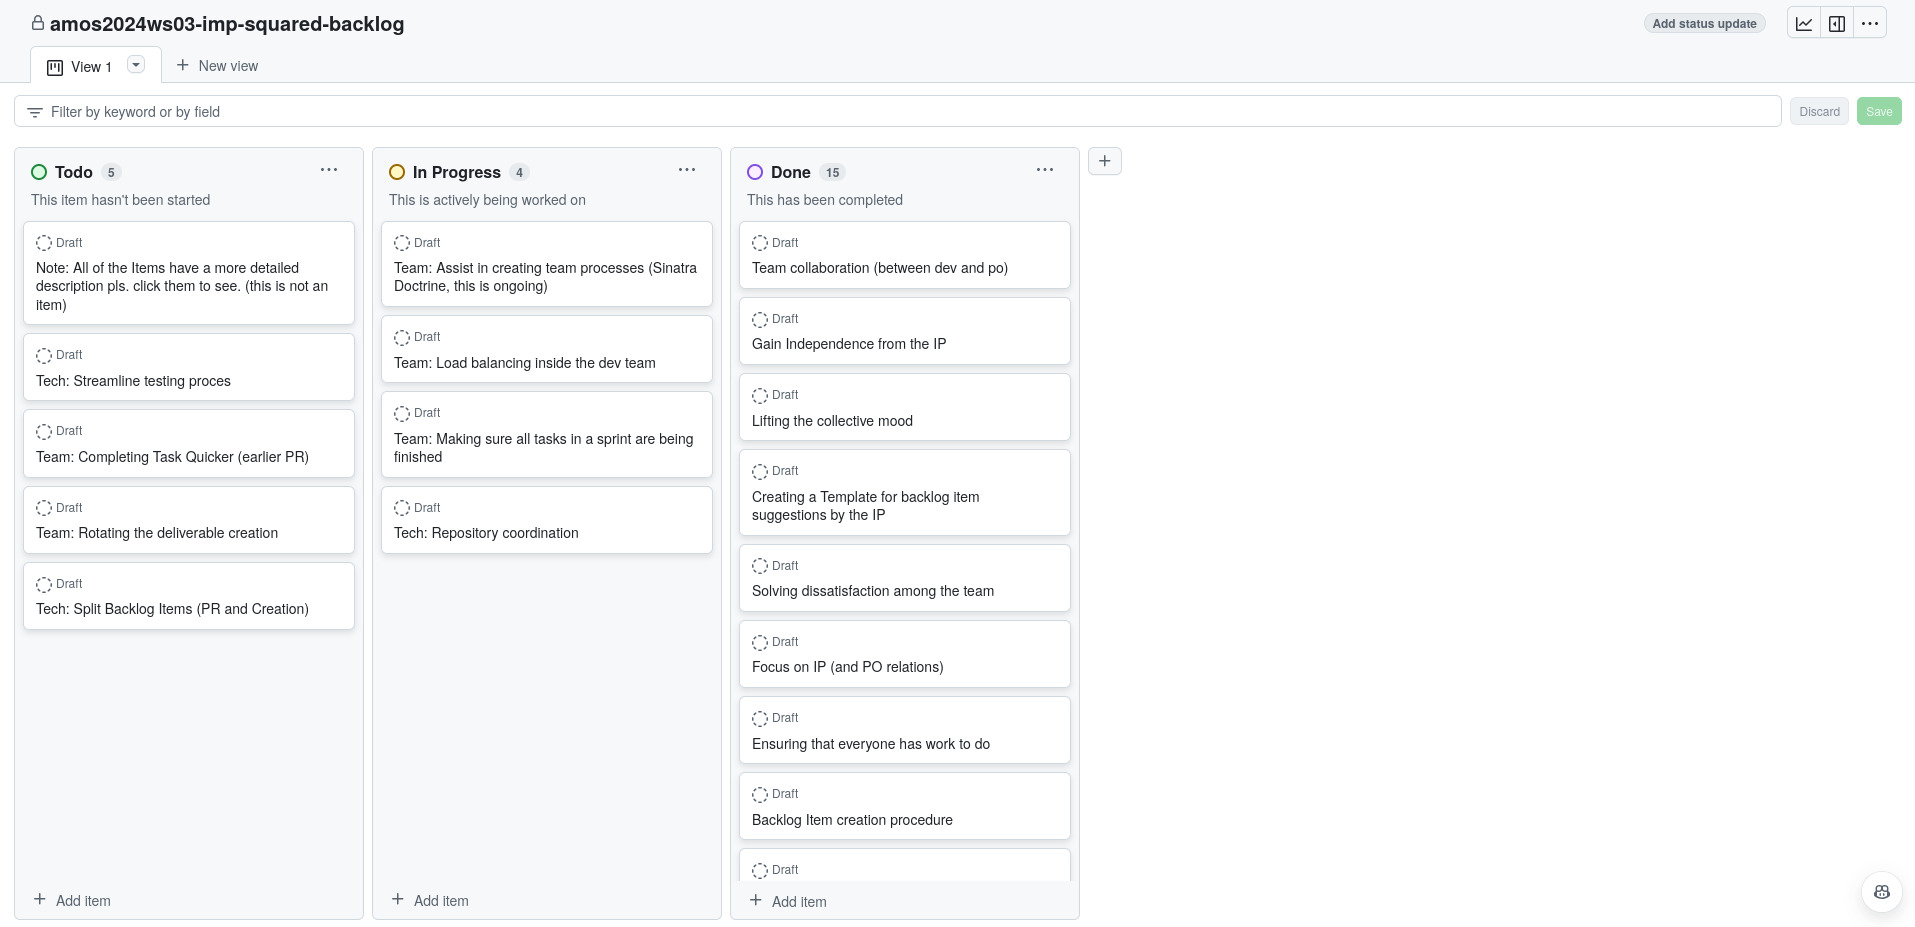 amos2024ws03-imp-squared-backlog
Add status update
View 1
New view
Filter by keyword or by field
Discard
Save
Todo 5
This item hasn't been started
Draft
Note: All of the Items have a more detailed
description pls. click them to see. (this is not an
item)
Draft
Tech: Streamline testing proces
Draft
Team: Completing Task Quicker (earlier PR)
Draft
Team: Rotating the deliverable creation
Draft
Tech: Split Backlog Items (PR and Creation)
Add item
In Progress 4
This is actively being worked on
Draft
Team: Assist in creating team processes (Sinatra
Doctrine, this is ongoing)
Draft
Team: Load balancing inside the dev team
Draft
Team: Making sure all tasks in a sprint are being
finished
Draft
Tech: Repository coordination
Add item
Done 15
This has been completed
Draft
Team collaboration (between dev and po)
Draft
Gain Independence from the IP
Draft
Lifting the collective mood
Draft
Creating a Template for backlog item
suggestions by the IP
Draft
Solving dissatisfaction among the team
Draft
Focus on IP (and PO relations)
Draft
Ensuring that everyone has work to do
Draft
Backlog Item creation procedure
Draft
Add item